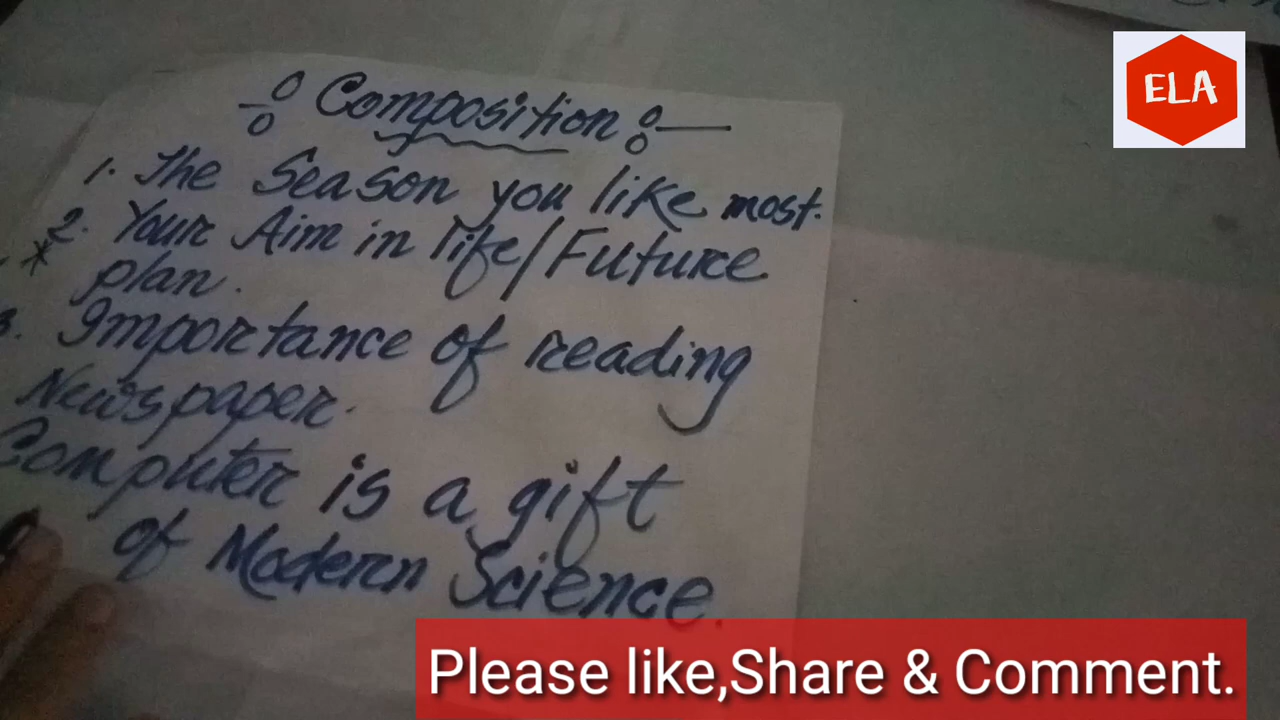 ELA
-% Composition %-
1. The Season you like most.
2. Your Aim in life/Future
* plan.
3. Importance of reading
Newspaper.
Computer is a gift
of Modern Science.
Please like,Share & Comment.